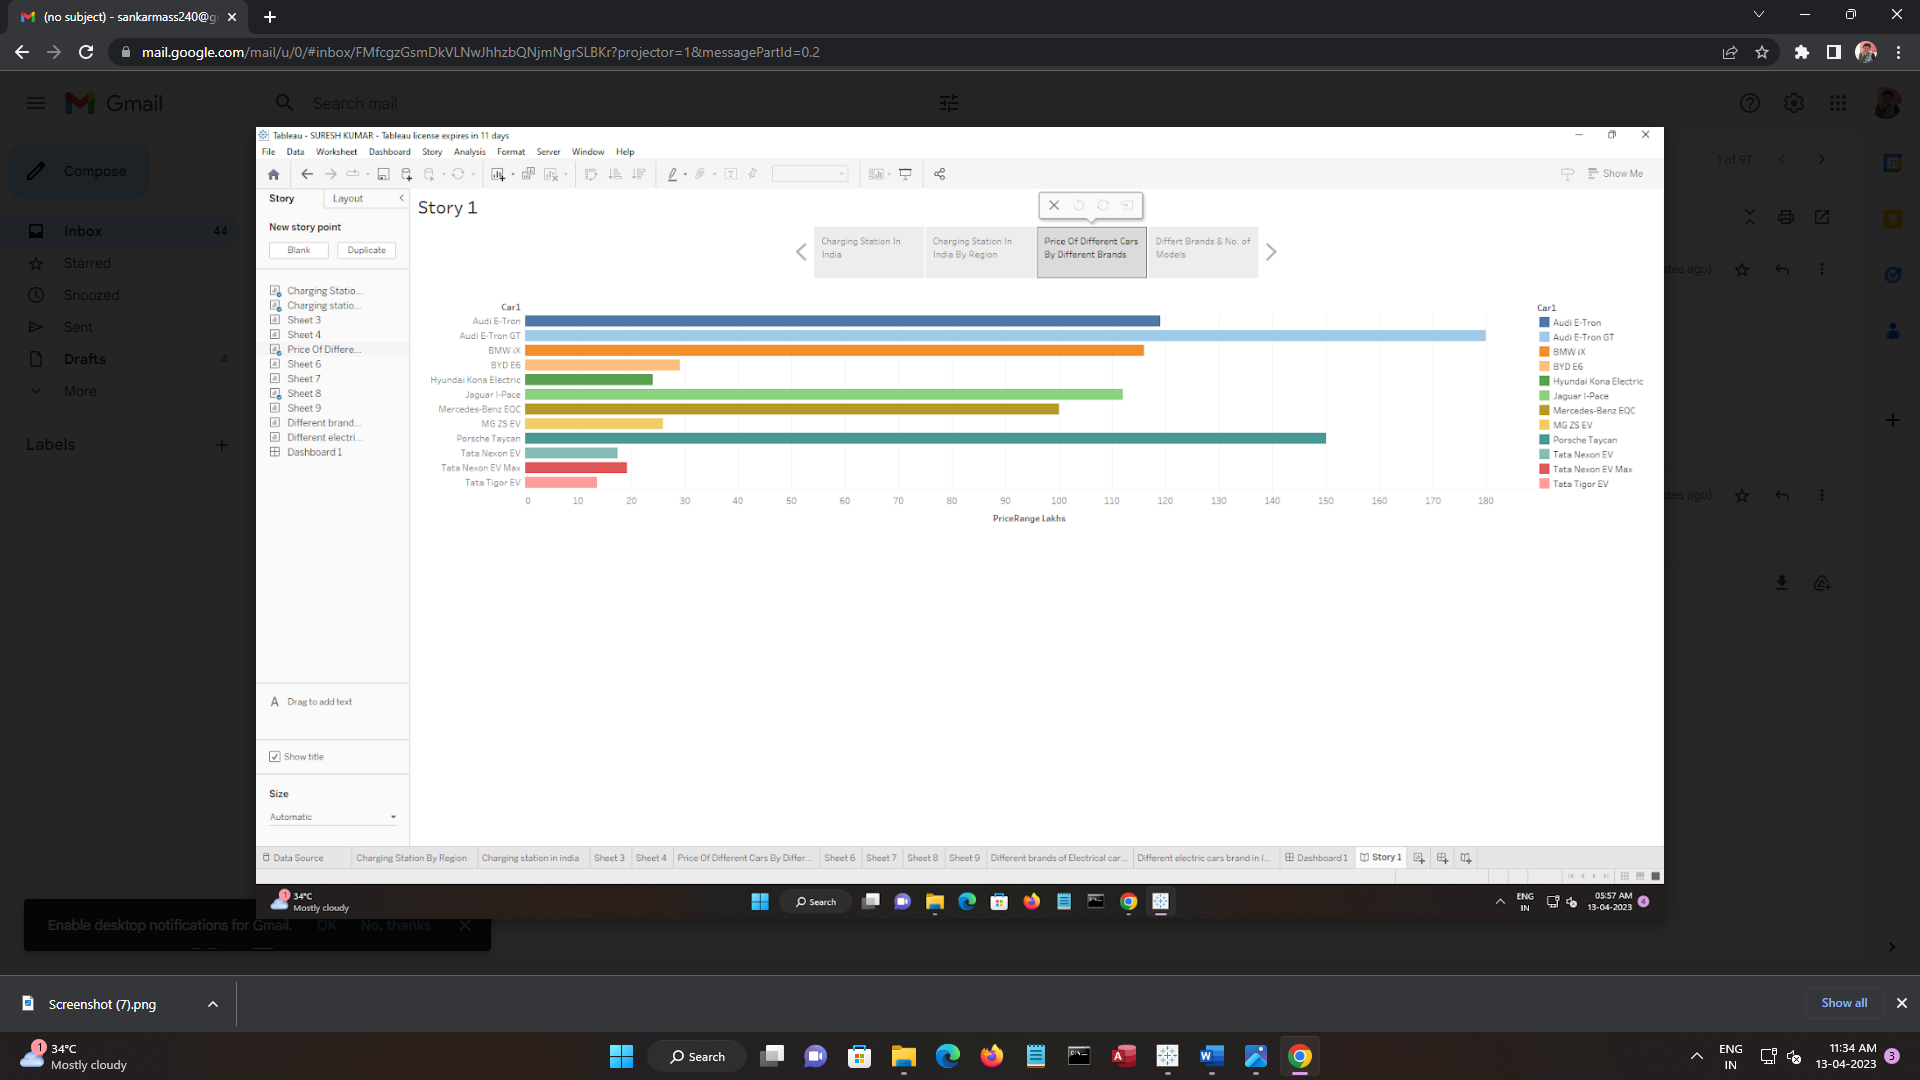 (no subject) - sankarmass240@g
mail.google.com/mail/u/0/#inbox/FMfcgzGsmDkVLNwJhhzbQNjmNgrSLBKr?projector=1&messagePartId=0.2
Gmail
Search mail
Compose
1 of 97
Inbox 44
Starred
Snoozed
Sent
Drafts 4
More
Labels
tes ago)
tes ago)
Tableau - SURESH KUMAR - Tableau license expires in 11 days
File Data Worksheet Dashboard Story Analysis Format Server Window Help
Show Me
Story Layout
New story point
Blank Duplicate
Charging Statio...
Charging statio...
Sheet 3
Sheet 4
Price Of Differe...
Sheet 6
Sheet 7
Sheet 8
Sheet 9
Different brand...
Different electri...
Dashboard 1
A Drag to add text
Show title
Size
Automatic
Story 1
Charging Station In
India
Charging Station In
India By Region
Price Of Different Cars
By Different Brands
Differt Brands & No. of
Models
Car1
Audi E-Tron
Audi E-Tron GT
BMW iX
BYD E6
Hyundai Kona Electric
Jaguar I-Pace
Mercedes-Benz EQC
MG ZS EV
Porsche Taycan
Tata Nexon EV
Tata Nexon EV Max
Tata Tigor EV
0 10 20 30 40 50 60 70 80 90 100 110 120 130 140 150 160 170 180
PriceRange Lakhs
Car1
Audi E-Tron
Audi E-Tron GT
BMW iX
BYD E6
Hyundai Kona Electric
Jaguar I-Pace
Mercedes-Benz EQC
MG ZS EV
Porsche Taycan
Tata Nexon EV
Tata Nexon EV Max
Tata Tigor EV
Data Source Charging Station By Region Charging station in india Sheet 3 Sheet 4 Price Of Different Cars By Differ... Sheet 6 Sheet 7 Sheet 8 Sheet 9 Different brands of Electrical car... Different electric cars brand in I... Dashboard 1 Story 1
1 34°C
Mostly cloudy
Search
ENG
IN
05:57 AM
13-04-2023
4
Enable desktop notifications for Gmail. OK No, thanks
Screenshot (7).png
Show all
1 34°C
Mostly cloudy
Search
ENG
IN
11:34 AM
13-04-2023
3